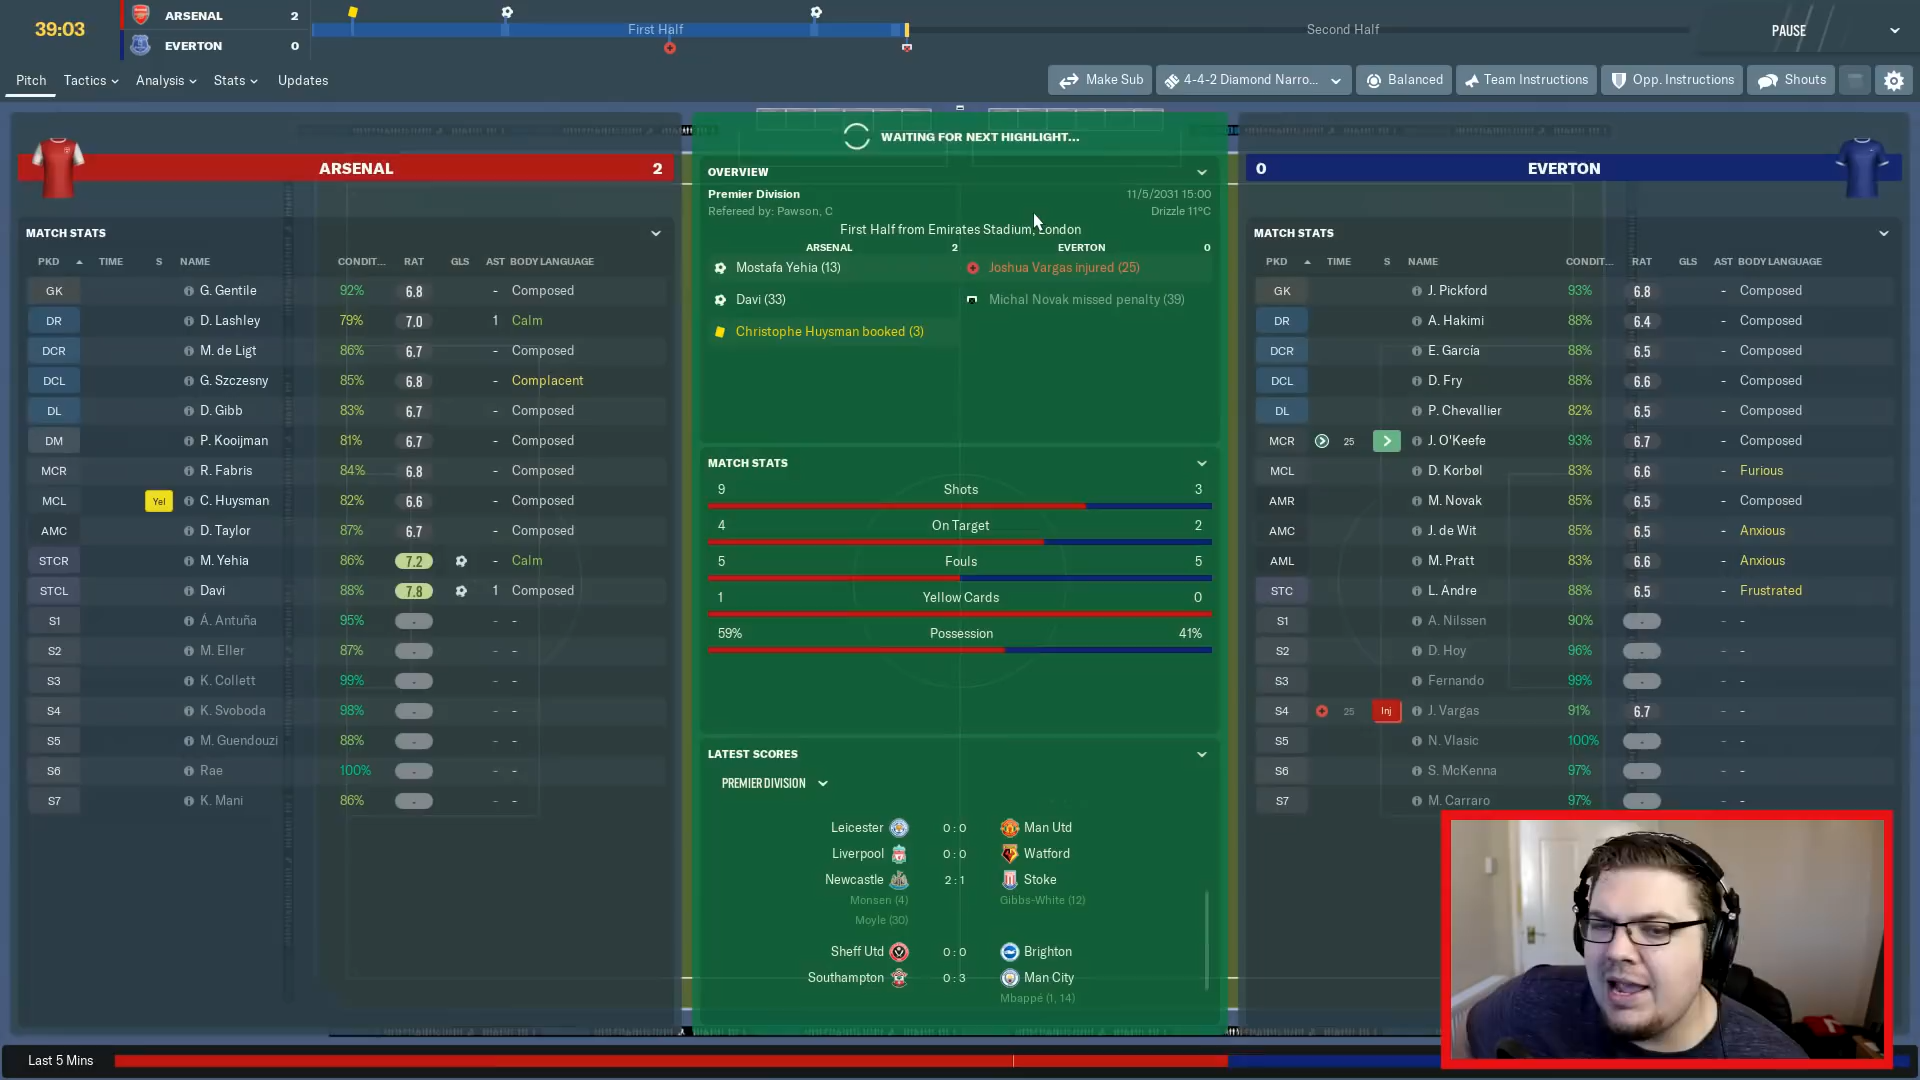 39:03
ARSENAL 2
EVERTON 0
First Half
Second Half
PAUSE
Pitch Tactics Analysis Stats Updates
Make Sub 4-4-2 Diamond Narro... Balanced Team Instructions Opp. Instructions Shouts
ARSENAL 2
MATCH STATS
PKD TIME S NAME CONDIT... RAT GLS AST BODY LANGUAGE
GK G. Gentile 92% 6.8 - Composed
DR D. Lashley 79% 7.0 1 Calm
DCR M. de Ligt 86% 6.7 - Composed
DCL G. Szczesny 85% 6.8 - Complacent
DL D. Gibb 83% 6.7 - Composed
DM P. Kooijman 81% 6.7 - Composed
MCR R. Fabris 84% 6.8 - Composed
MCL Yel C. Huysman 82% 6.6 - Composed
AMC D. Taylor 87% 6.7 - Composed
STCR M. Yehia 86% 7.2 - Calm
STCL Davi 88% 7.8 1 Composed
S1 Á. Antuña 95% - - -
S2 M. Eller 87% - - -
S3 K. Collett 99% - - -
S4 K. Svoboda 98% - - -
S5 M. Guendouzi 88% - - -
S6 Rae 100% - - -
S7 K. Mani 86% - - -
WAITING FOR NEXT HIGHLIGHT...
OVERVIEW
Premier Division 11/5/2031 15:00
Refereed by: Pawson, C Drizzle 11°C
First Half from Emirates Stadium, London
ARSENAL 2 EVERTON 0
Mostafa Yehia (13) Joshua Vargas injured (25)
Davi (33) Michal Novak missed penalty (39)
Christophe Huysman booked (3)
MATCH STATS
9 Shots 3
4 On Target 2
5 Fouls 5
1 Yellow Cards 0
59% Possession 41%
LATEST SCORES
PREMIER DIVISION
Leicester 0 : 0 Man Utd
Liverpool 0 : 0 Watford
Newcastle 2 : 1 Stoke
Monsen (4) Gibbs-White (12)
Moyle (30)
Sheff Utd 0 : 0 Brighton
Southampton 0 : 3 Man City
Mbappé (1, 14)
0 EVERTON
MATCH STATS
PKD TIME S NAME CONDIT... RAT GLS AST BODY LANGUAGE
GK J. Pickford 93% 6.8 - Composed
DR A. Hakimi 88% 6.4 - Composed
DCR E. García 88% 6.5 - Composed
DCL D. Fry 88% 6.6 - Composed
DL P. Chevallier 82% 6.5 - Composed
MCR 25 J. O'Keefe 93% 6.7 - Composed
MCL D. Korbøl 83% 6.6 - Furious
AMR M. Novak 85% 6.5 - Composed
AMC J. de Wit 85% 6.5 - Anxious
AML M. Pratt 83% 6.6 - Anxious
STC L. Andre 88% 6.5 - Frustrated
S1 A. Nilssen 90% - - -
S2 D. Hoy 96% - - -
S3 Fernando 99% - - -
S4 25 Inj J. Vargas 91% 6.7 - -
S5 N. Vlasic 100% - - -
S6 S. McKenna 97% - - -
S7 M. Carraro 97% - - -
Last 5 Mins